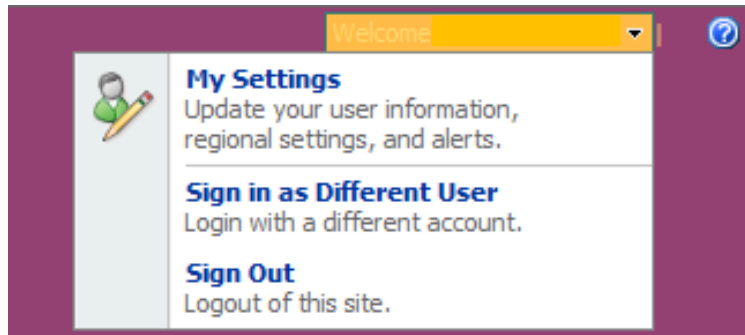 Welcome
My Settings
Update your user information,
regional settings, and alerts.
Sign in as Different User
Login with a different account.
Sign Out
Logout of this site.